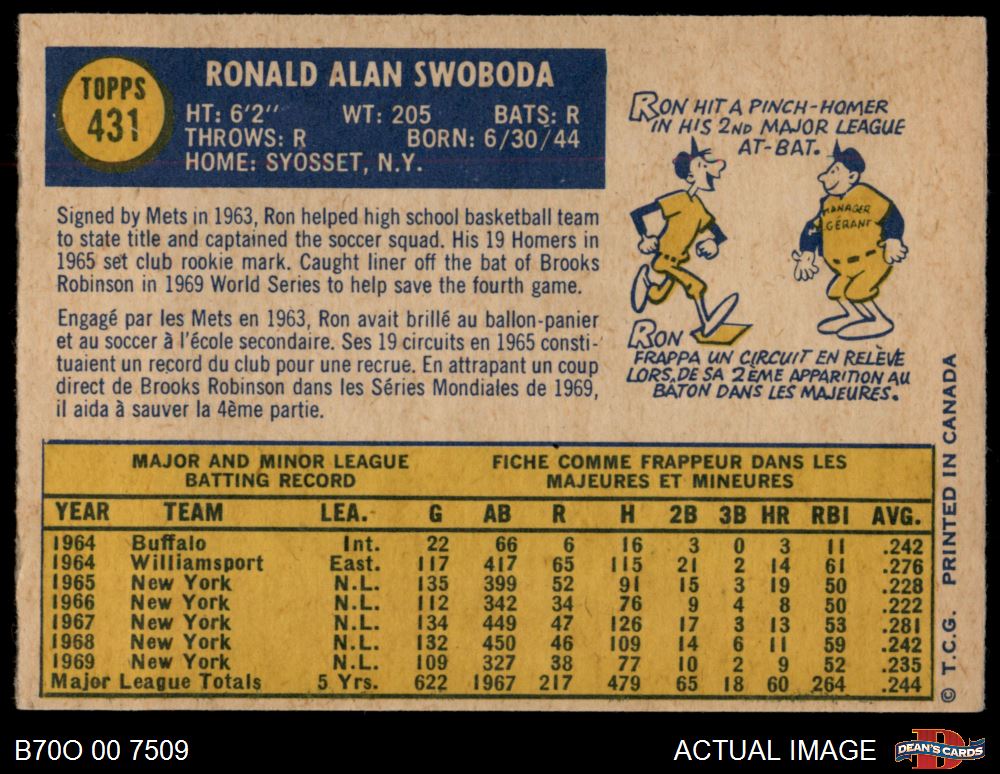 TOPPS
431
RONALD ALAN SWOBODA
HT: 6'2" WT: 205 BATS: R
THROWS: R BORN: 6/30/44
HOME: SYOSSET, N.Y.
RON HIT A PINCH-HOMER
IN HIS 2ND MAJOR LEAGUE
AT-BAT.
MANAGER
GÉRANT
RON
FRAPPA UN CIRCUIT EN RELÈVE
LORS,DE SA 2ÈME APPARITION AU
BÂTON DANS LES MAJEURES.
Signed by Mets in 1963, Ron helped high school basketball team
to state title and captained the soccer squad. His 19 Homers in
1965 set club rookie mark. Caught liner off the bat of Brooks
Robinson in 1969 World Series to help save the fourth game.
Engagé par les Mets en 1963, Ron avait brillé au ballon-panier
et au soccer à l'école secondaire. Ses 19 circuits en 1965 consti-
tuaient un record du club pour une recrue. En attrapant un coup
direct de Brooks Robinson dans les Séries Mondiales de 1969,
il aida à sauver la 4ème partie.
MAJOR AND MINOR LEAGUE
BATTING RECORD
FICHE COMME FRAPPEUR DANS LES
MAJEURES ET MINEURES
YEAR TEAM LEA. G AB R H 2B 3B HR RBI AVG.
1964 Buffalo Int. 22 66 6 16 3 0 3 11 .242
1964 Williamsport East. 117 417 65 115 21 2 14 61 .276
1965 New York N.L. 135 399 52 91 15 3 19 50 .228
1966 New York N.L. 112 342 34 76 9 4 8 50 .222
1967 New York N.L. 134 449 47 126 17 3 13 53 .281
1968 New York N.L. 132 450 46 109 14 6 11 59 .242
1969 New York N.L. 109 327 38 77 10 2 9 52 .235
Major League Totals 5 Yrs. 622 1967 217 479 65 18 60 264 .244
© T.C.G. PRINTED IN CANADA
B70O 00 7509
ACTUAL IMAGE
D
DEAN'S CARDS